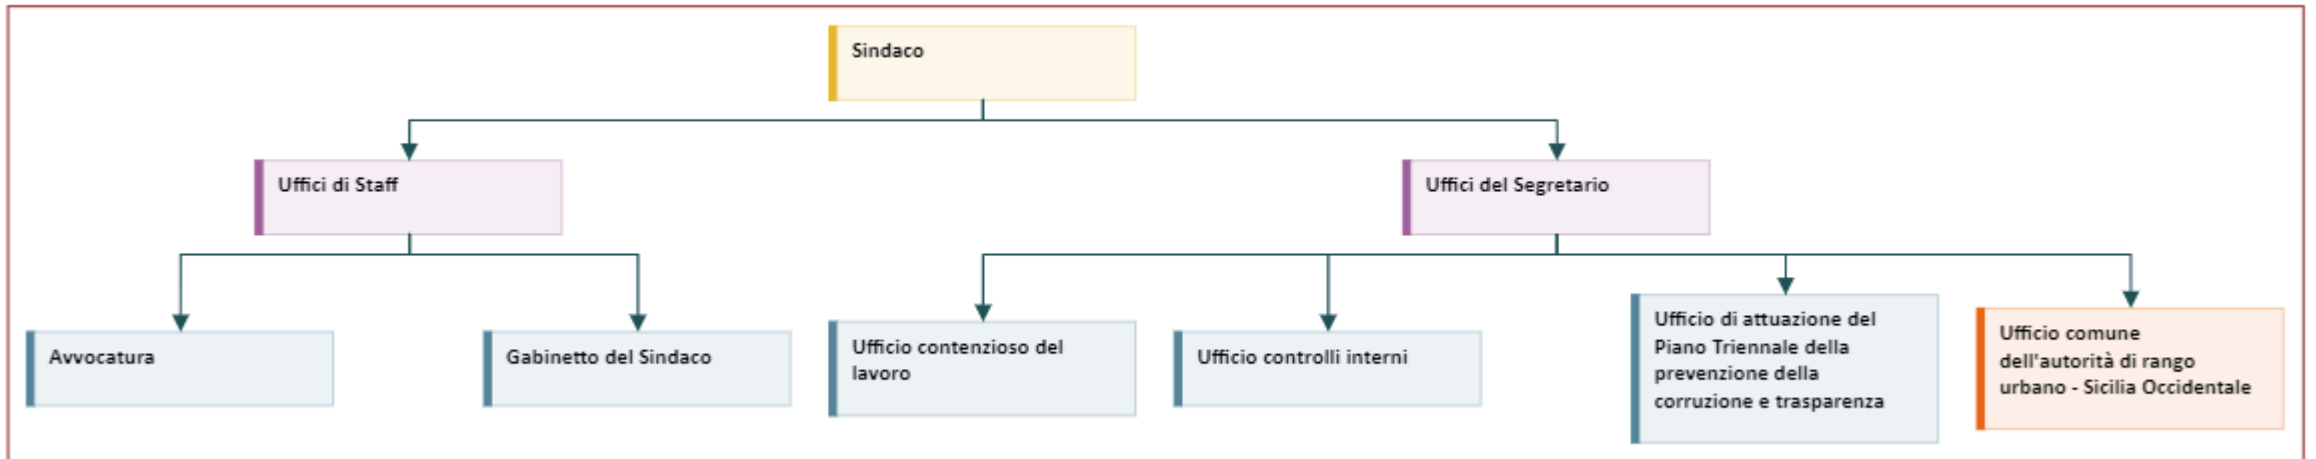 Sindaco
Uffici di Staff
Uffici del Segretario
Avvocatura
Gabinetto del Sindaco
Ufficio contenzioso del
lavoro
Ufficio controlli interni
Ufficio di attuazione del
Piano Triennale della
prevenzione della
corruzione e trasparenza
Ufficio comune
dell'autorità di rango
urbano - Sicilia Occidentale